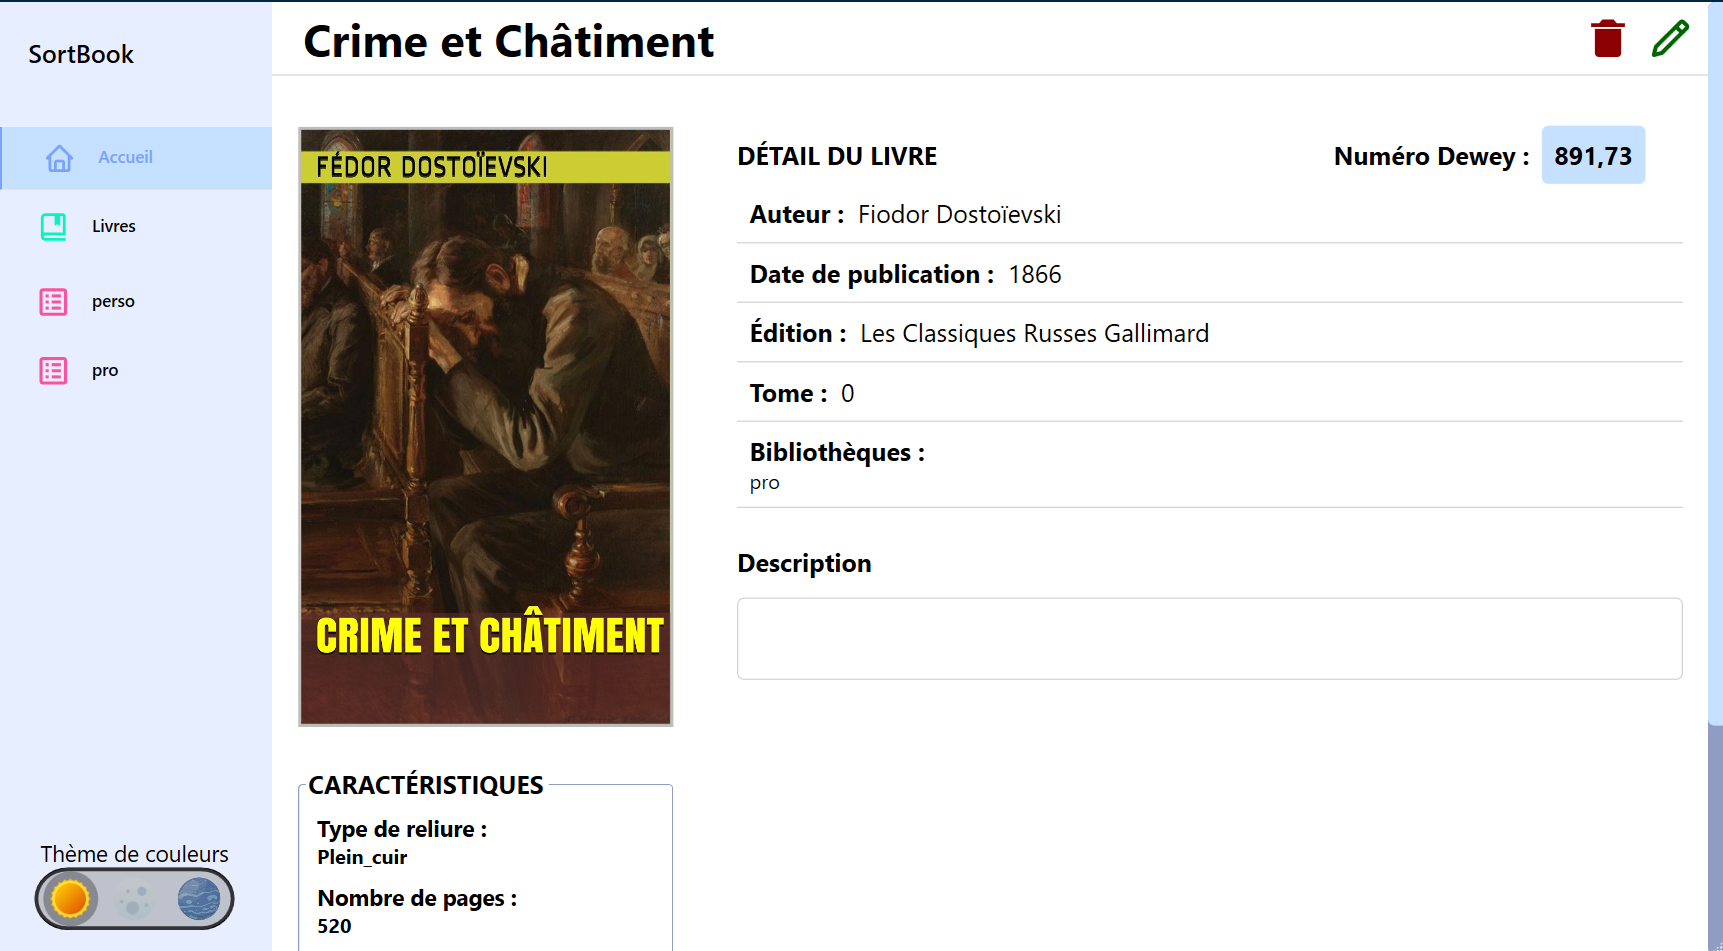 SortBook
Accueil
Livres
perso
pro
Thème de couleurs
Crime et Châtiment
FÉDOR DOSTOÏEVSKI
CRIME ET CHÂTIMENT
CARACTÉRISTIQUES
Type de reliure :
Plein_cuir
Nombre de pages :
520
DÉTAIL DU LIVRE
Numéro Dewey : 891,73
Auteur : Fiodor Dostoïevski
Date de publication : 1866
Édition : Les Classiques Russes Gallimard
Tome : 0
Bibliothèques :
pro
Description